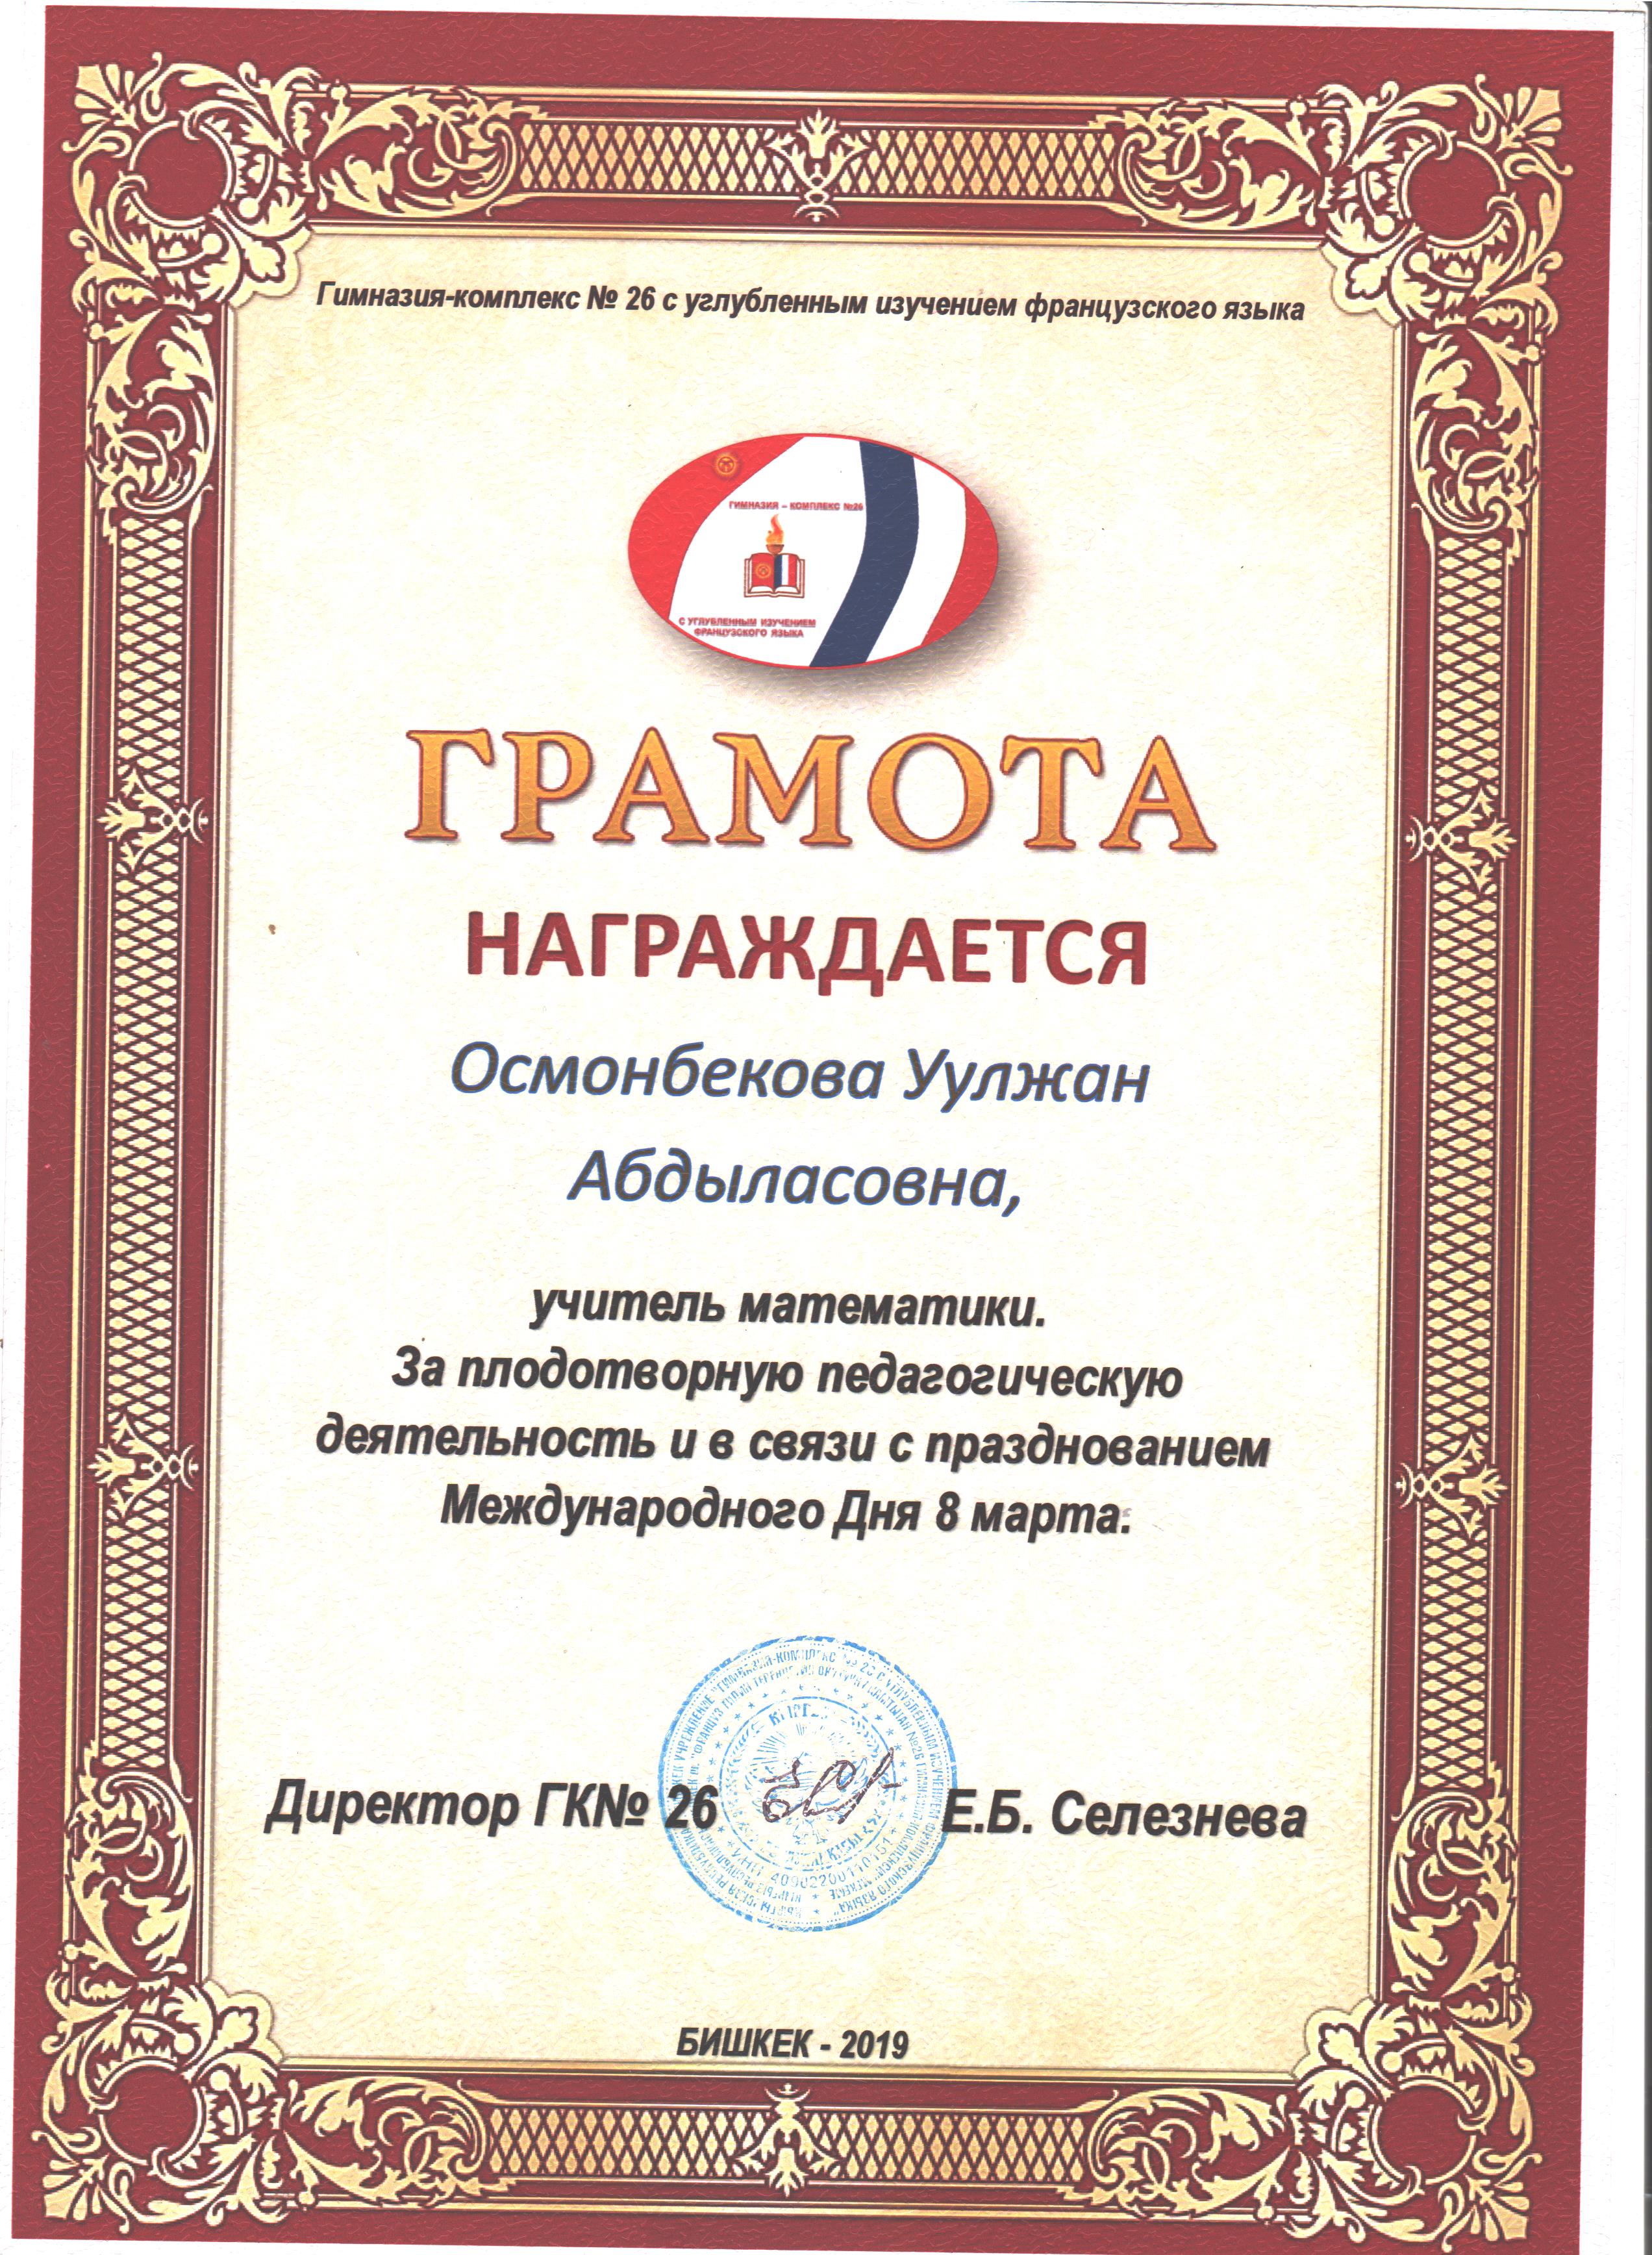 Гимназия-комплекс № 26 с углубленным изучением французского языка
ГИМНАЗИЯ – КОМПЛЕКС №26
С УГЛУБЛЕННЫМ ИЗУЧЕНИЕМ
ФРАНЦУЗСКОГО ЯЗЫКА
ГРАМОТА
НАГРАЖДАЕТСЯ
Осмонбекова Уулжан
Абдыласовна,
учитель математики.
За плодотворную педагогическую
деятельность и в связи с празднованием
Международного Дня 8 марта.
Директор ГК№ 26 Е.Б. Селезнева
БИШКЕК - 2019